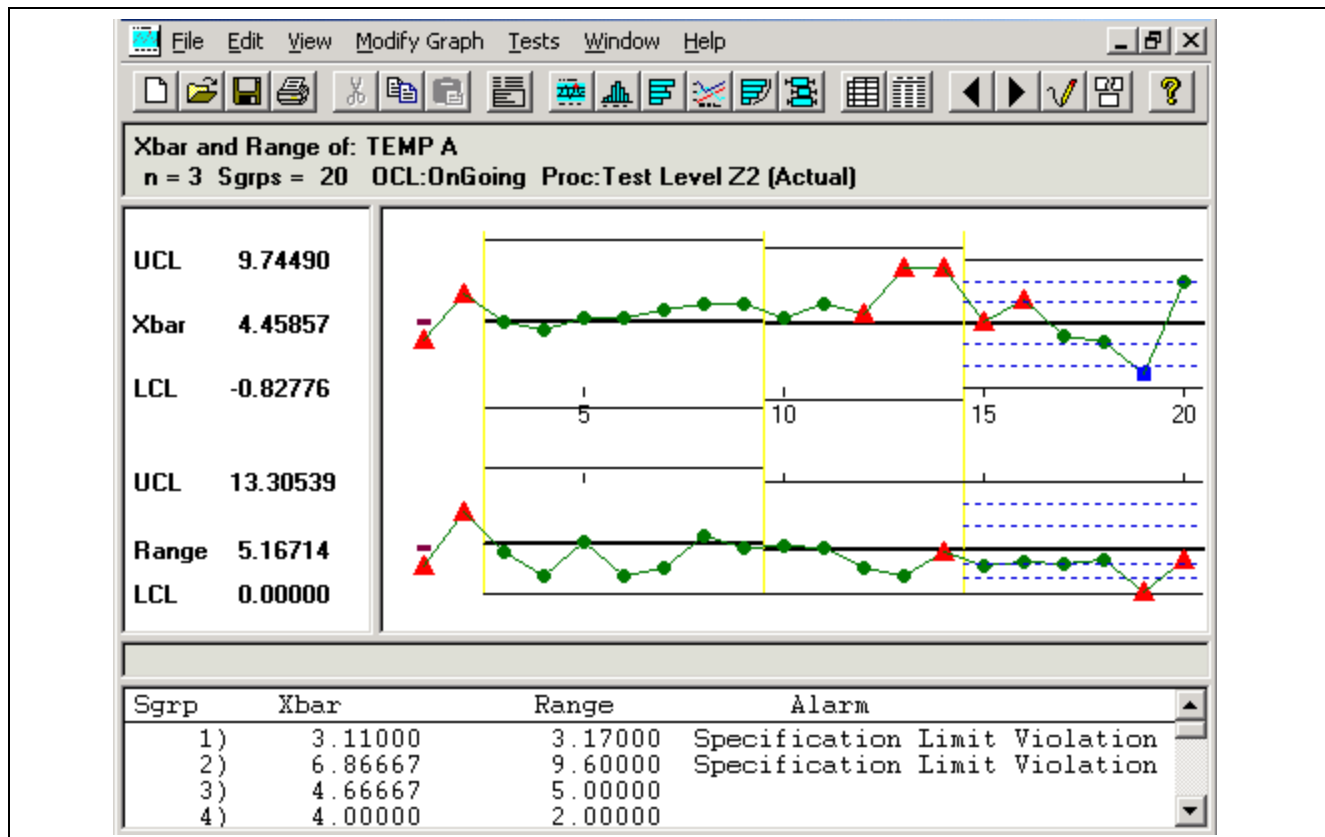 File Edit View Modify Graph Tests Window Help
Xbar and Range of: TEMP A
n = 3 Sgrps = 20 OCL:OnGoing Proc:Test Level Z2 (Actual)
UCL 9.74490
Xbar 4.45857
LCL -0.82776
5 10 15 20
UCL 13.30539
Range 5.16714
LCL 0.00000
Sgrp Xbar Range Alarm
1) 3.11000 3.17000 Specification Limit Violation
2) 6.86667 9.60000 Specification Limit Violation
3) 4.66667 5.00000
4) 4.00000 2.00000